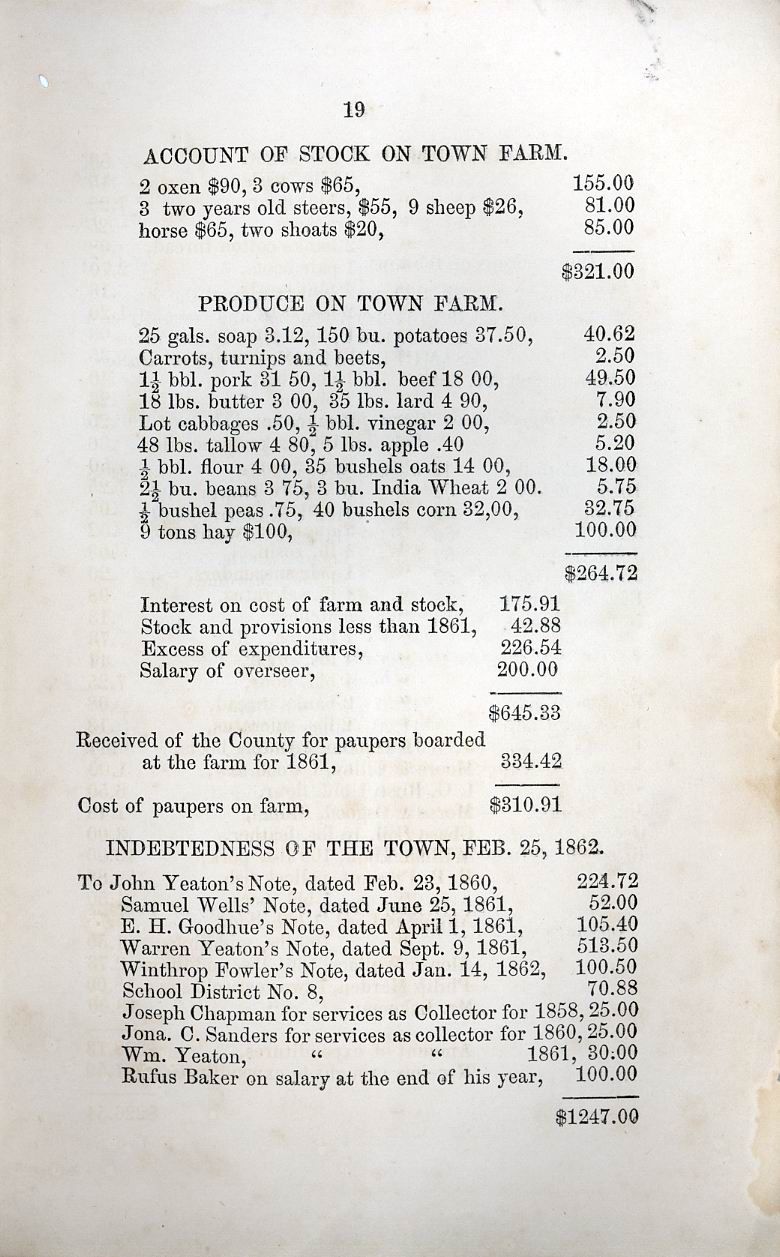 19
ACCOUNT OF STOCK ON TOWN FARM.
2 oxen $90, 3 cows $65, 155.00
3 two years old steers, $55, 9 sheep $26, 81.00
horse $65, two shoats $20, 85.00
$321.00
PRODUCE ON TOWN FARM.
25 gals. soap 3.12, 150 bu. potatoes 37.50, 40.62
Carrots, turnips and beets, 2.50
1½ bbl. pork 31 50, 1½ bbl. beef 18 00, 49.50
18 lbs. butter 3 00, 35 lbs. lard 4 90, 7.90
Lot cabbages .50, ½ bbl. vinegar 2 00, 2.50
48 lbs. tallow 4 80, 5 lbs. apple .40 5.20
½ bbl. flour 4 00, 35 bushels oats 14 00, 18.00
2½ bu. beans 3 75, 3 bu. India Wheat 2 00. 5.75
½ bushel peas .75, 40 bushels corn 32,00, 32.75
9 tons hay $100, 100.00
$264.72
Interest on cost of farm and stock, 175.91
Stock and provisions less than 1861, 42.88
Excess of expenditures, 226.54
Salary of overseer, 200.00
$645.33
Received of the County for paupers boarded
at the farm for 1861, 334.42
Cost of paupers on farm, $310.91
INDEBTEDNESS OF THE TOWN, FEB. 25, 1862.
To John Yeaton's Note, dated Feb. 23, 1860, 224.72
Samuel Wells' Note, dated June 25, 1861, 52.00
E. H. Goodhue's Note, dated April 1, 1861, 105.40
Warren Yeaton's Note, dated Sept. 9, 1861, 513.50
Winthrop Fowler's Note, dated Jan. 14, 1862, 100.50
School District No. 8, 70.88
Joseph Chapman for services as Collector for 1858, 25.00
Jona. C. Sanders for services as collector for 1860, 25.00
Wm. Yeaton, " " 1861, 30:00
Rufus Baker on salary at the end of his year, 100.00
$1247.00